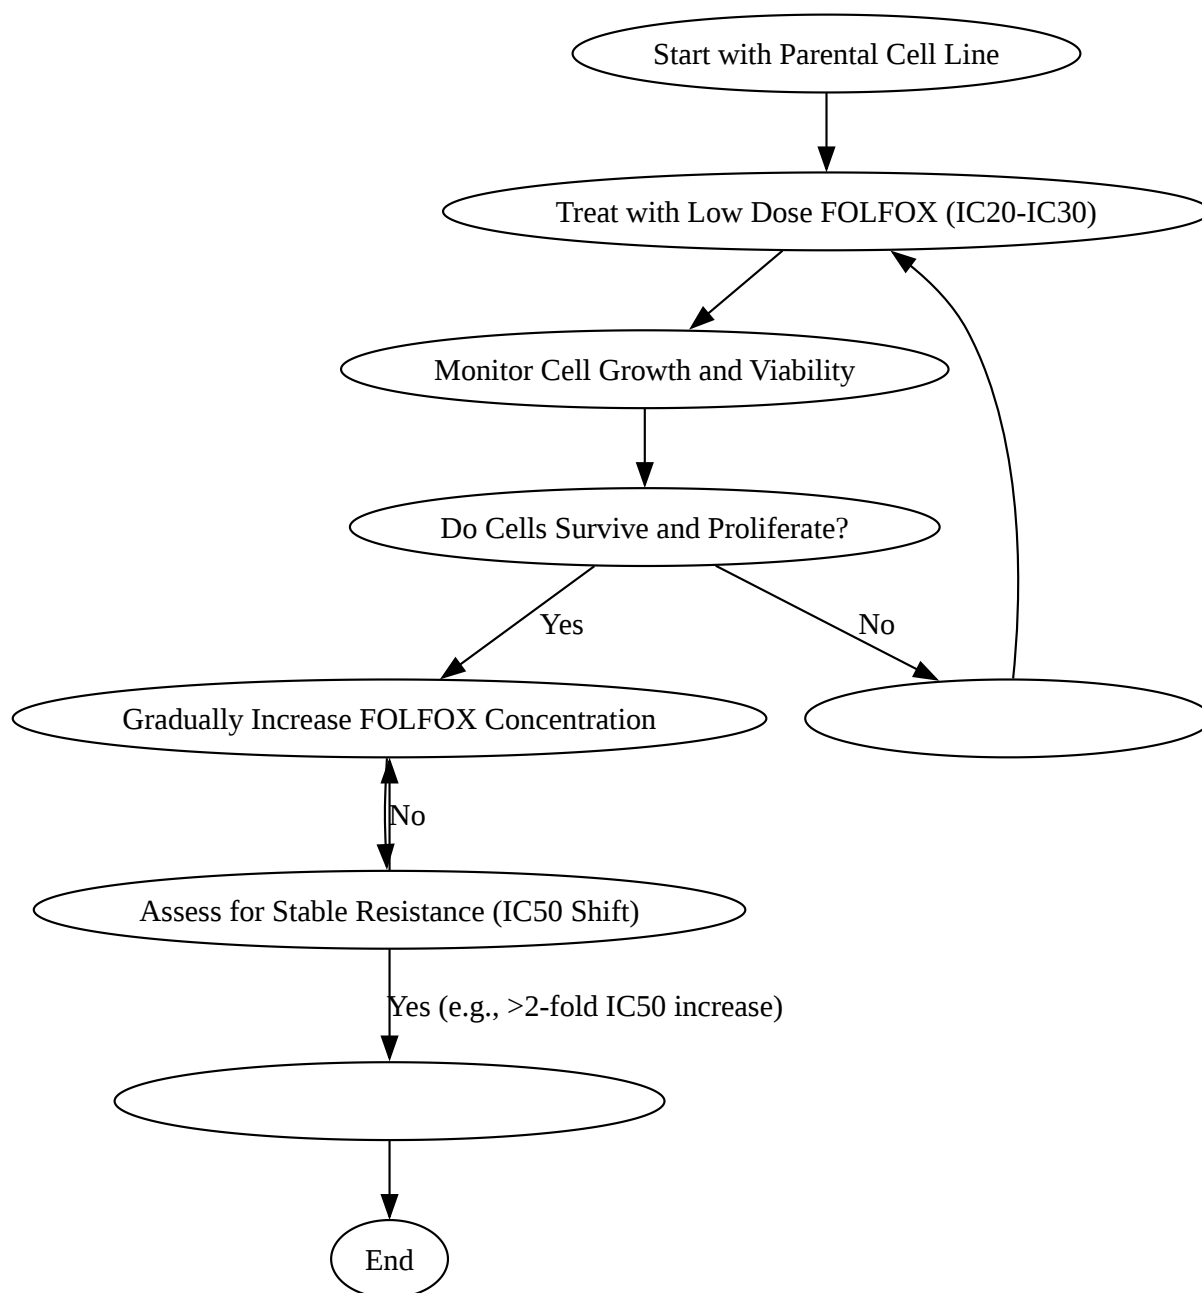 Start with Parental Cell Line
Treat with Low Dose FOLFOX (IC20-IC30)
Monitor Cell Growth and Viability
Do Cells Survive and Proliferate?
Yes
No
Gradually Increase FOLFOX Concentration
No
Assess for Stable Resistance (IC50 Shift)
Yes (e.g., >2-fold IC50 increase)
End